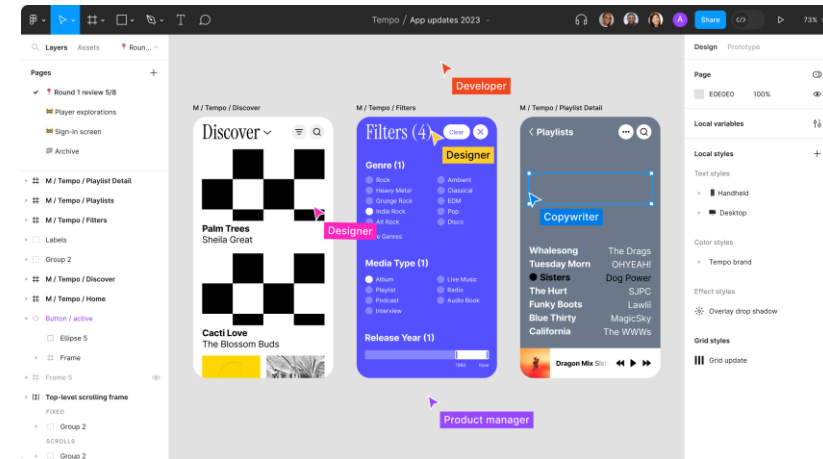 Tempo / App updates 2023
A
Share
73%
Layers
Assets
Roun...
Pages
Round 1 review 5/8
Player explorations
Sign-in screen
Archive
M / Tempo / Playlist Detail
M / Tempo / Playlists
M / Tempo / Filters
Labels
Group 2
M / Tempo / Discover
M / Tempo / Home
Button / active
Ellipse 5
Frame
Frame 5
Top-level scrolling frame
FIXED
Group 2
SCROLLS
Group 2
Developer
M / Tempo / Discover
Discover
Palm Trees
Sheila Great
Designer
Cacti Love
The Blossom Buds
M / Tempo / Filters
Filters (4)
Clear
Designer
Genre (1)
Rock
Ambient
Heavy Metal
Classical
Grunge Rock
EDM
Indie Rock
Pop
Alt Rock
Disco
e Genres
Media Type (1)
Album
Live Music
Playlist
Radio
Podcast
Audio Book
Interview
Release Year (1)
1980
Now
Product manager
M / Tempo / Playlist Detail
Playlists
Copywriter
Whalesong The Drags
Tuesday Morn OHYEAH!
Sisters Dog Power
The Hurt SJPC
Funky Boots Lawlii
Blue Thirty MagicSky
California The WWWs
Dragon Mix Sist
Design
Prototype
Page
E0E0E0 100%
Local variables
Local styles
Text styles
Handheld
Desktop
Color styles
Tempo brand
Effect styles
Overlay drop shadow
Grid styles
Grid update